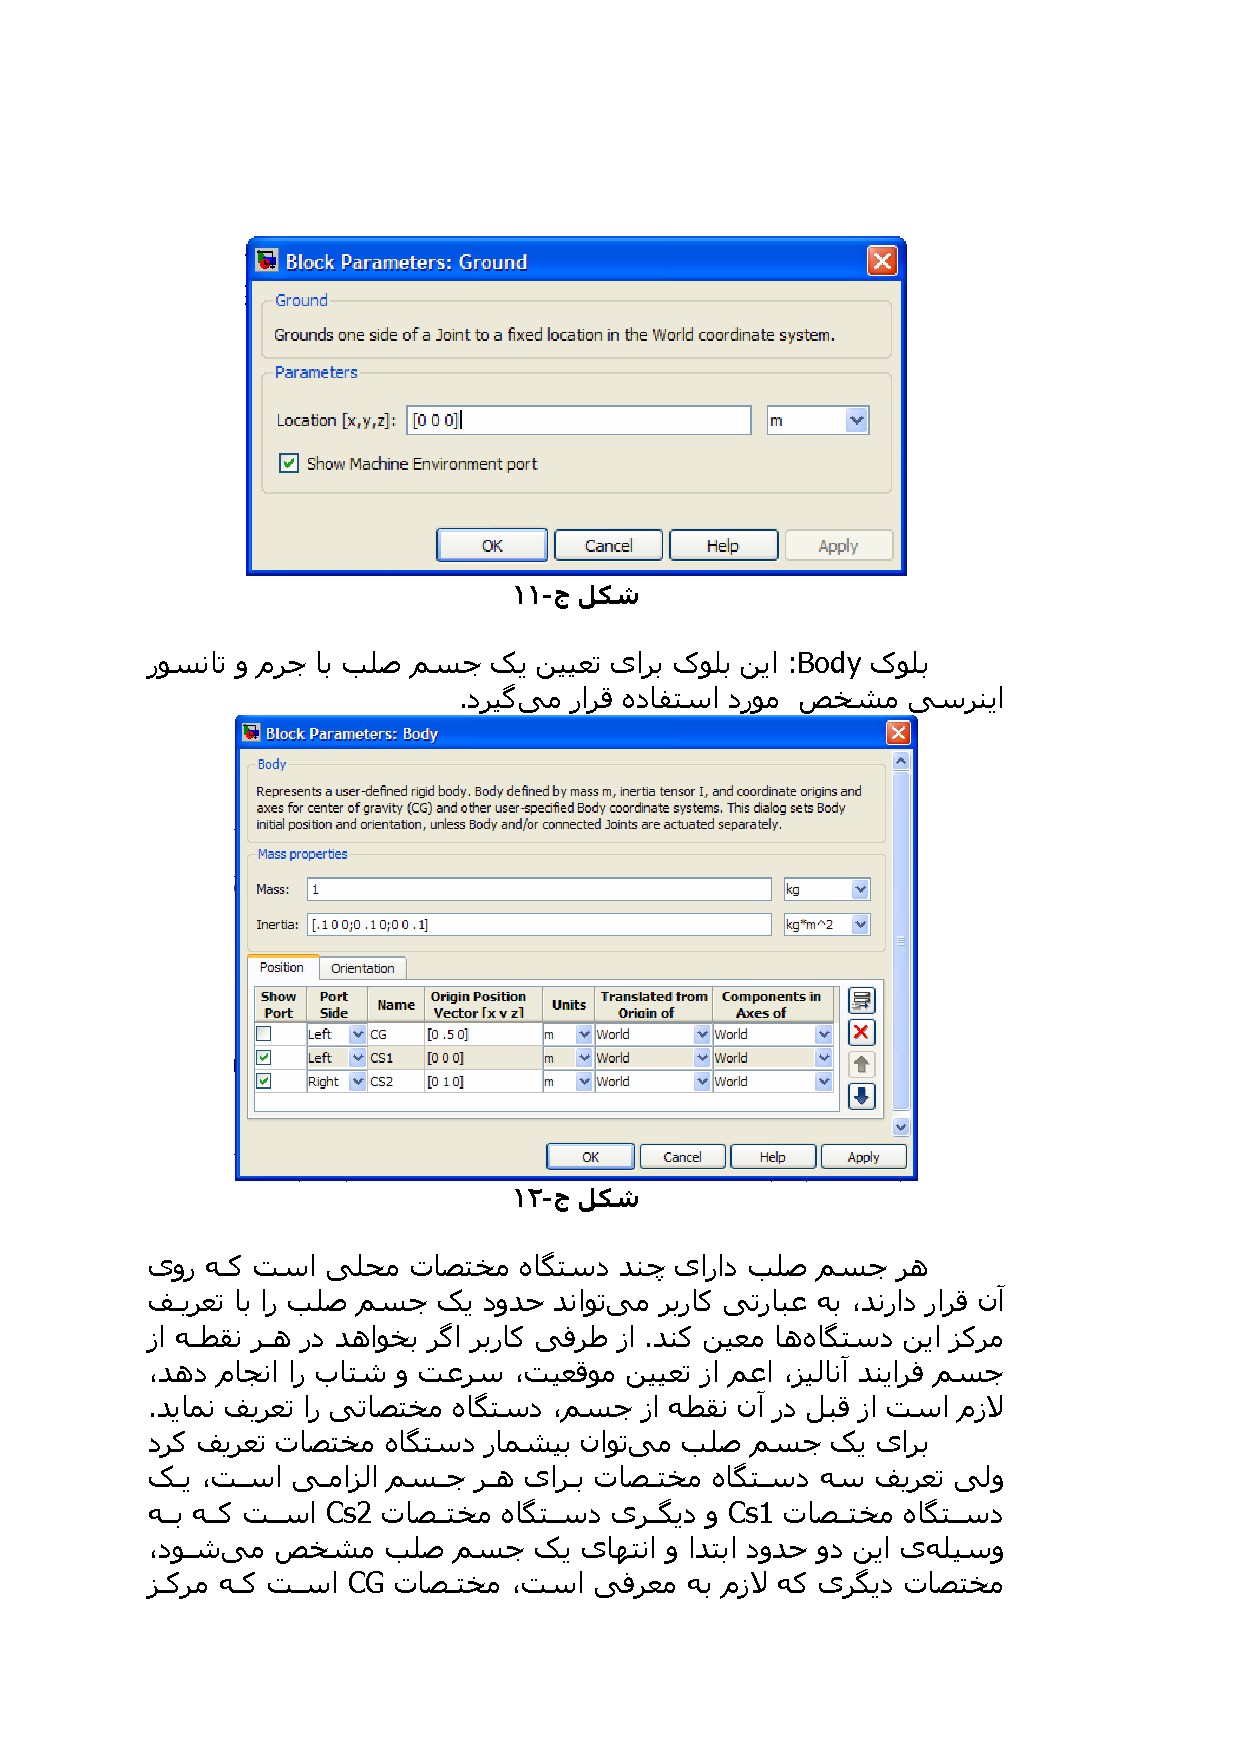 Block Parameters: Ground
Ground
Grounds one side of a Joint to a fixed location in the World coordinate system.
Parameters
Location [x,y,z]: [0 0 0] m
Show Machine Environment port
OK Cancel Help Apply
شکل ج-۱۱
بلوک Body: این بلوک برای تعیین یک جسم صلب با جرم و تانسور
اینرسی مشخص مورد استفاده قرار می‌گیرد.
Block Parameters: Body
Body
Represents a user-defined rigid body. Body defined by mass m, inertia tensor I, and coordinate origins and
axes for center of gravity (CG) and other user-specified Body coordinate systems. This dialog sets Body
initial position and orientation, unless Body and/or connected Joints are actuated separately.
Mass properties
Mass: 1 kg
Inertia: [.1 0 0;0 .1 0;0 0 .1] kg*m^2
Position Orientation
Show Port Port Side Name Origin Position Vector [x y z] Units Translated from Origin of Components in Axes of
Left CG [0 .5 0] m World World
Left CS1 [0 0 0] m World World
Right CS2 [0 1 0] m World World
OK Cancel Help Apply
شکل ج-۱۲
هر جسم صلب دارای چند دستگاه مختصات محلی است که روی
آن قرار دارند، به عبارتی کاربر می‌تواند حدود یک جسم صلب را با تعریف
مرکز این دستگاه‌ها معین کند. از طرفی کاربر اگر بخواهد در هر نقطه از
جسم فرایند آنالیز، اعم از تعیین موقعیت، سرعت و شتاب را انجام دهد،
لازم است از قبل در آن نقطه از جسم، دستگاه مختصاتی را تعریف نماید.
برای یک جسم صلب می‌توان بیشمار دستگاه مختصات تعریف کرد
ولی تعریف سه دستگاه مختصات برای هر جسم الزامی است، یک
دستگاه مختصات Cs1 و دیگری دستگاه مختصات Cs2 است که به
وسیله‌ی این دو حدود ابتدا و انتهای یک جسم صلب مشخص می‌شود،
مختصات دیگری که لازم به معرفی است، مختصات CG است که مرکز